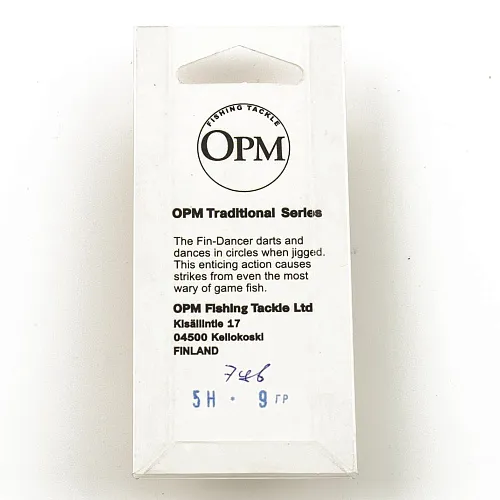 FISHING TACKLE
OPM
OPM Traditional Series
The Fin-Dancer darts and
dances in circles when jigged.
This enticing action causes
strikes from even the most
wary of game fish.
OPM Fishing Tackle Ltd
Kisällintie 17
04500 Kellokoski
FINLAND
5H · 9 ГР